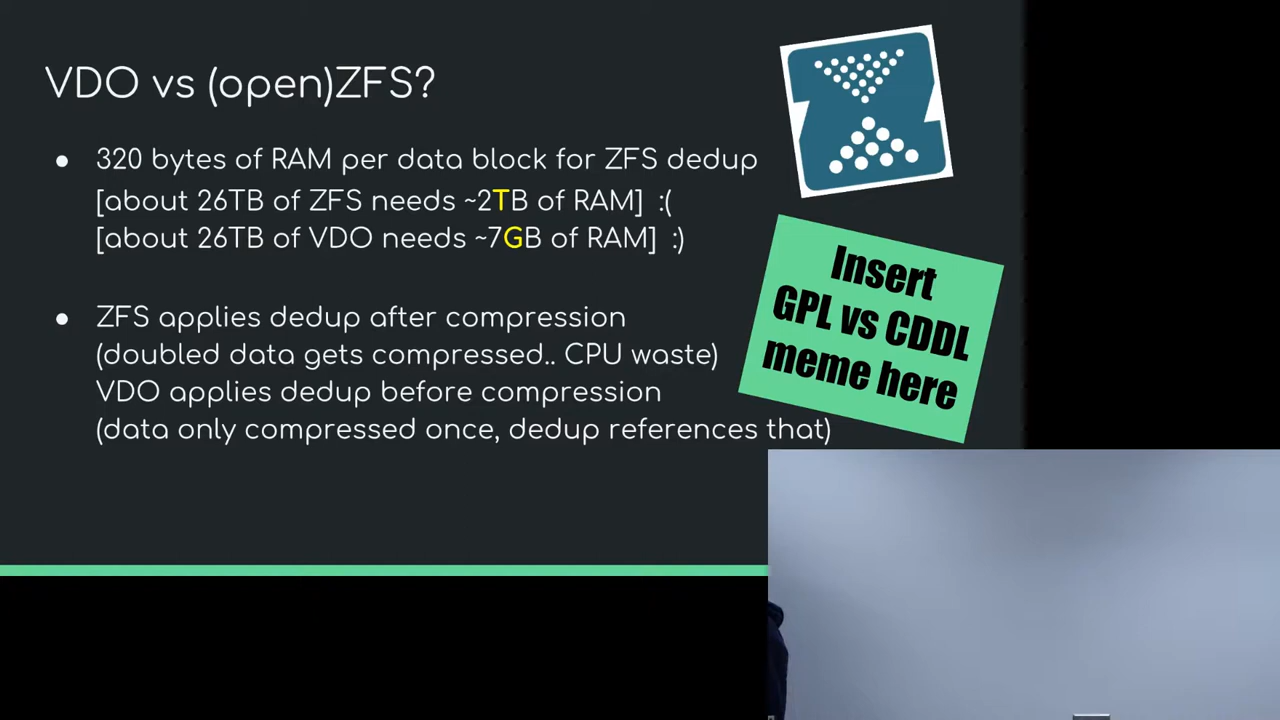 VDO vs (open)ZFS?
● 320 bytes of RAM per data block for ZFS dedup
[about 26TB of ZFS needs ~2TB of RAM]  :(
[about 26TB of VDO needs ~7GB of RAM]  :)
● ZFS applies dedup after compression
(doubled data gets compressed.. CPU waste)
VDO applies dedup before compression
(data only compressed once, dedup references that)
Insert
GPL vs CDDL
meme here